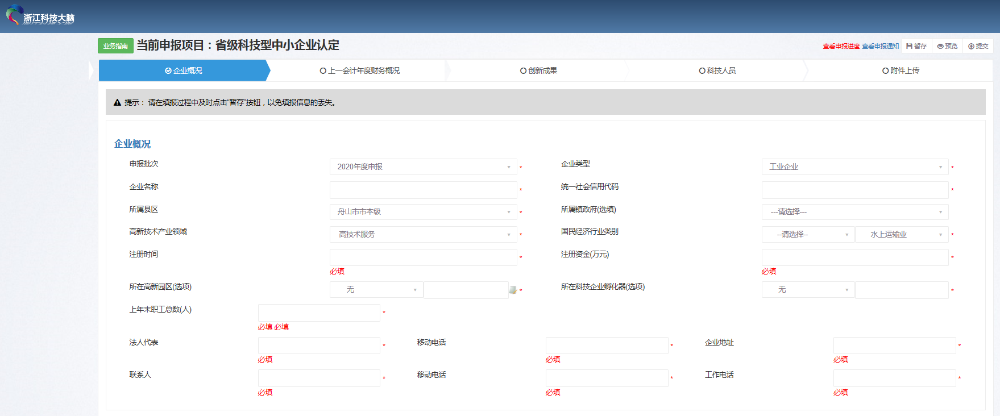 浙江科技大脑
业务指南 当前申报项目：省级科技型中小企业认定 查看申报进度 查看申报通知 暂存 预览 提交
企业概况 上一会计年度财务概况 创新成果 科技人员 附件上传
提示： 请在填报过程中及时点击“暂存”按钮，以免填报信息的丢失。
企业概况
申报批次 2020年度申报 * 企业类型 工业企业 *
企业名称 * 统一社会信用代码 *
所属县区 舟山市市本级 * 所属镇政府(选填) ---请选择---
高新技术产业领域 高技术服务 * 国民经济行业类别 --请选择-- 水上运输业 *
注册时间 * 注册资金(万元) *
必填 必填
所在高新园区(选项) 无 * 所在科技企业孵化器(选项) 无 *
上年末职工总数(人) *
必填 必填
法人代表 * 移动电话 * 企业地址 *
必填 必填 必填
联系人 * 移动电话 * 工作电话 *
必填 必填 必填